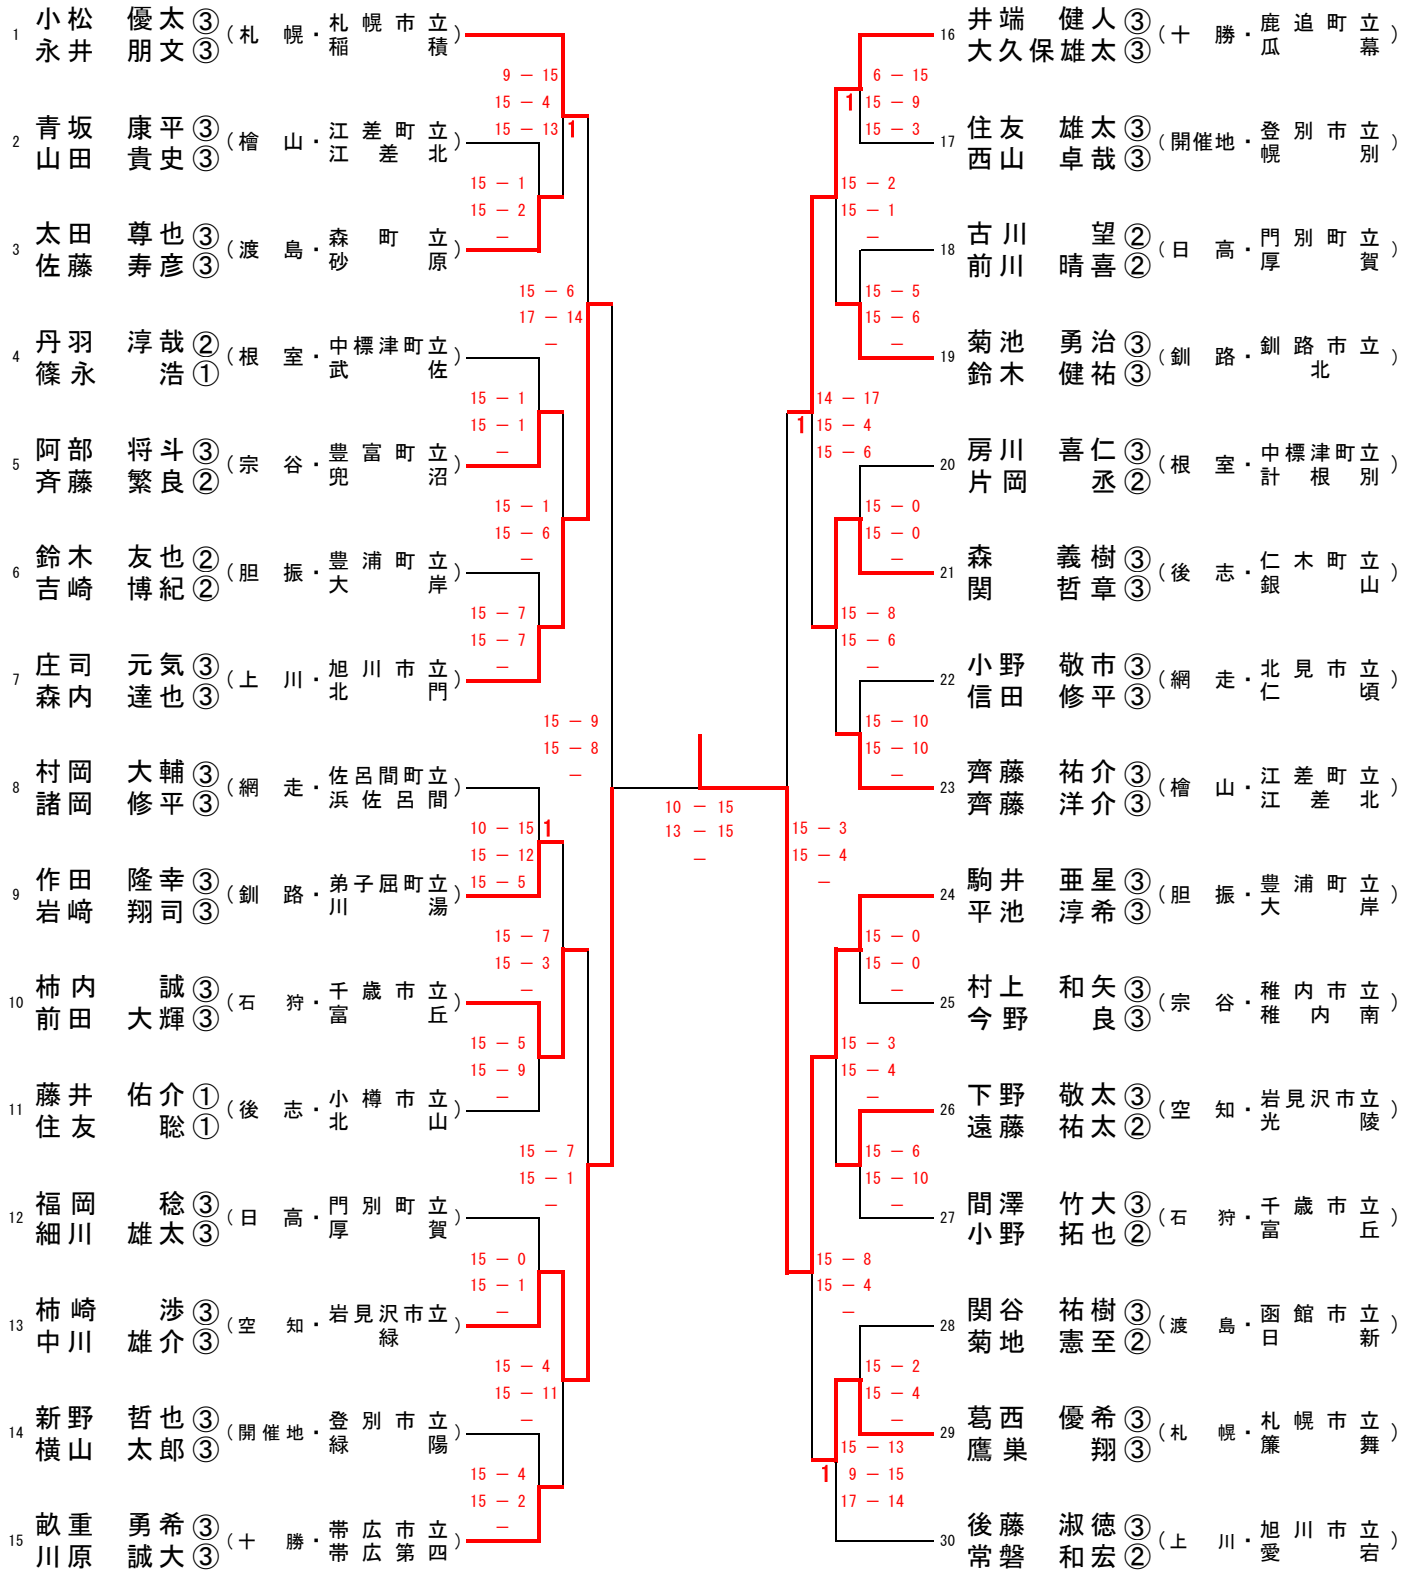 1 小松 優太③ 永井 朋文③ (札幌・札幌市立稲積)
9 － 15
15 － 4
15 － 13
1
2 青坂 康平③ 山田 貴史③ (檜山・江差町立江差北)
15 － 1
15 － 2
－
3 太田 尊也③ 佐藤 寿彦③ (渡島・森町立砂原)
15 － 6
17 － 14
－
4 丹羽 淳哉② 篠永 浩① (根室・中標津町立武佐)
15 － 1
15 － 1
－
5 阿部 将斗③ 斉藤 繁良② (宗谷・豊富町立兜沼)
15 － 1
15 － 6
－
6 鈴木 友也② 吉崎 博紀② (胆振・豊浦町立大岸)
15 － 7
15 － 7
－
7 庄司 元気③ 森内 達也③ (上川・旭川市立北門)
15 － 9
15 － 8
－
8 村岡 大輔③ 諸岡 修平③ (網走・佐呂間町立浜佐呂間)
10 － 15
15 － 12
15 － 5
1
9 作田 隆幸③ 岩﨑 翔司③ (釧路・弟子屈町立川湯)
15 － 7
15 － 3
－
10 柿内 誠③ 前田 大輝③ (石狩・千歳市立富丘)
15 － 5
15 － 9
－
11 藤井 佑介① 住友 聡① (後志・小樽市立北山)
15 － 7
15 － 1
－
12 福岡 稔③ 細川 雄太③ (日高・門別町立厚賀)
15 － 0
15 － 1
－
13 柿崎 渉③ 中川 雄介③ (空知・岩見沢市立緑)
15 － 4
15 － 11
－
14 新野 哲也③ 横山 太郎③ (開催地・登別市立緑陽)
15 － 4
15 － 2
－
15 畝重 勇希③ 川原 誠大③ (十勝・帯広市立帯広第四)
10 － 15
13 － 15
－
16 井端 健人③ 大久保雄太③ (十勝・鹿追町立瓜幕)
6 － 15
15 － 9
15 － 3
1
17 住友 雄太③ 西山 卓哉③ (開催地・登別市立幌別)
15 － 2
15 － 1
－
18 古川 望② 前川 晴喜② (日高・門別町立厚賀)
15 － 5
15 － 6
－
19 菊池 勇治③ 鈴木 健祐③ (釧路・釧路市立北)
14 － 17
15 － 4
15 － 6
1
20 房川 喜仁③ 片岡 丞② (根室・中標津町立計根別)
15 － 0
15 － 0
－
21 森 義樹③ 関 哲章③ (後志・仁木町立銀山)
15 － 8
15 － 6
－
22 小野 敬市③ 信田 修平③ (網走・北見市立仁頃)
15 － 10
15 － 10
－
23 齊藤 祐介③ 齊藤 洋介③ (檜山・江差町立江差北)
15 － 3
15 － 4
－
24 駒井 亜星③ 平池 淳希③ (胆振・豊浦町立大岸)
15 － 0
15 － 0
－
25 村上 和矢③ 今野 良③ (宗谷・稚内市立稚内南)
15 － 3
15 － 4
－
26 下野 敬太③ 遠藤 祐太② (空知・岩見沢市立光陵)
15 － 6
15 － 10
－
27 間澤 竹大③ 小野 拓也② (石狩・千歳市立富丘)
15 － 8
15 － 4
－
28 関谷 祐樹③ 菊地 憲至② (渡島・函館市立日新)
15 － 2
15 － 4
－
29 葛西 優希③ 鷹巣 翔③ (札幌・札幌市立簾舞)
15 － 13
9 － 15
17 － 14
1
30 後藤 淑徳③ 常磐 和宏② (上川・旭川市立愛宕)